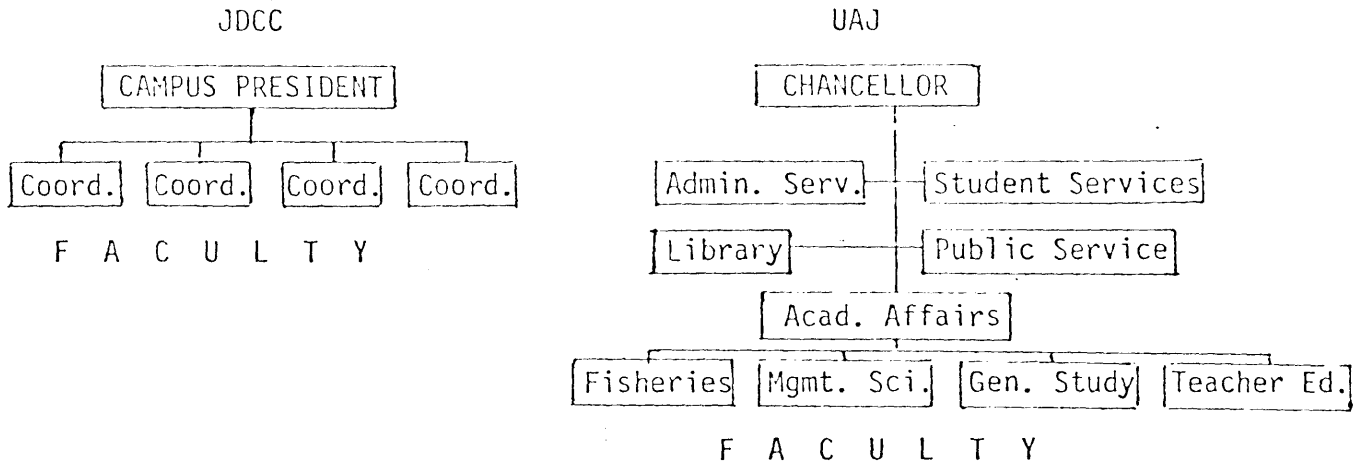 JDCC
CAMPUS PRESIDENT
Coord. Coord. Coord. Coord.
F A C U L T Y
UAJ
CHANCELLOR
Admin. Serv. Student Services
Library Public Service
Acad. Affairs
Fisheries Mgmt. Sci. Gen. Study Teacher Ed.
F A C U L T Y